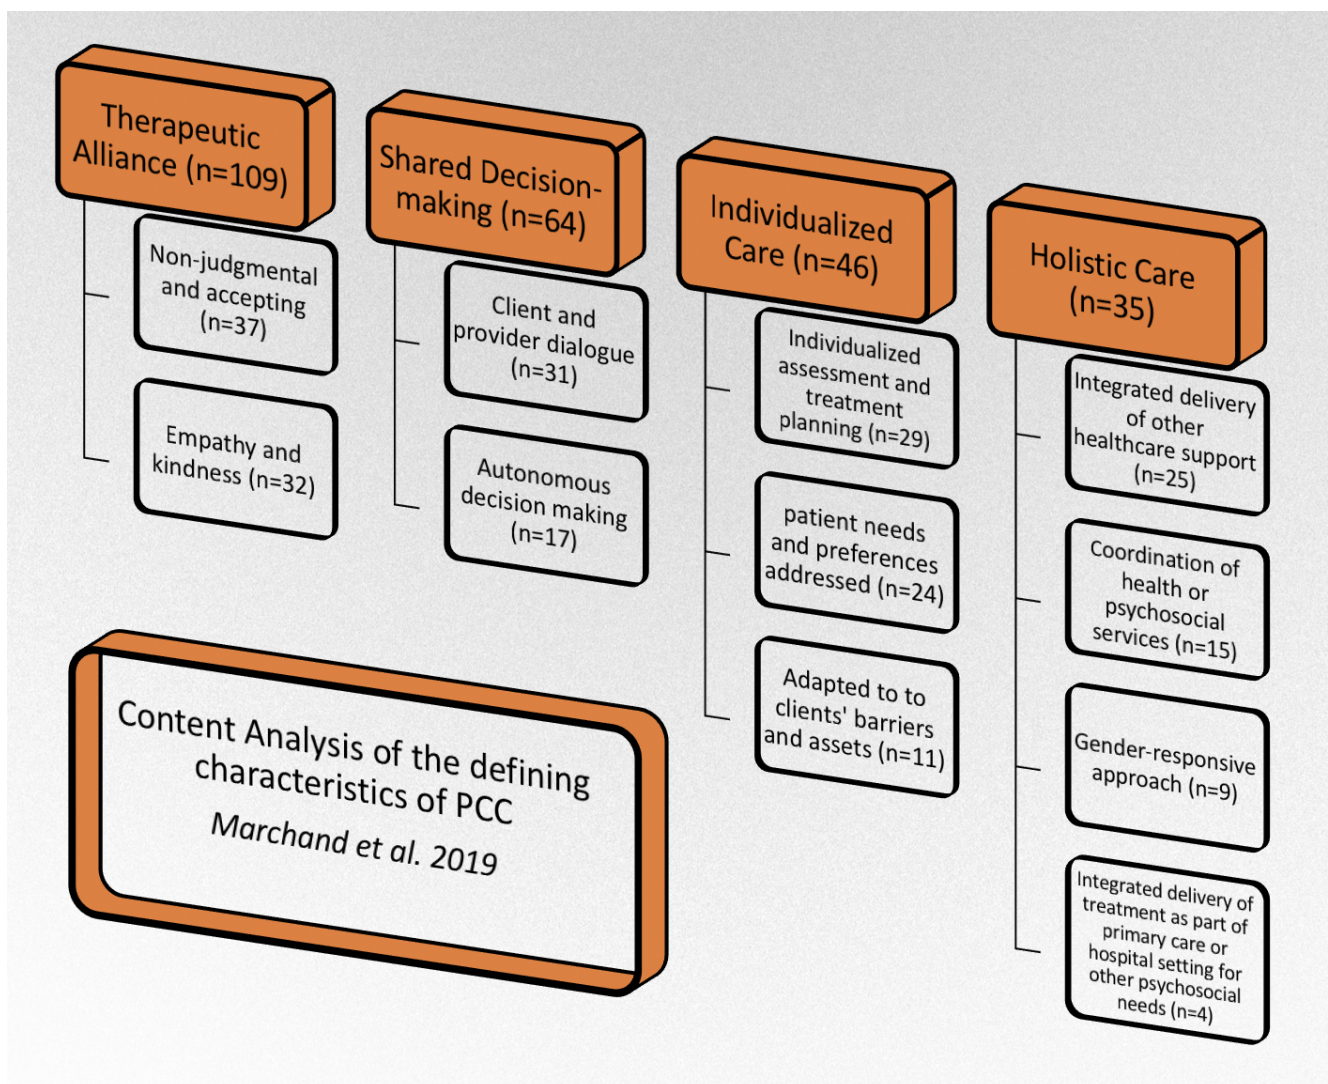 Therapeutic
Alliance (n=109)
Non-judgmental
and accepting
(n=37)
Empathy and
kindness (n=32)
Shared Decision-
making (n=64)
Client and
provider dialogue
(n=31)
Autonomous
decision making
(n=17)
Individualized
Care (n=46)
Individualized
assessment and
treatment
planning (n=29)
patient needs
and preferences
addressed (n=24)
Adapted to to
clients' barriers
and assets (n=11)
Holistic Care
(n=35)
Integrated delivery
of other
healthcare support
(n=25)
Coordination of
health or
psychosocial
services (n=15)
Gender-responsive
approach (n=9)
Integrated delivery of
treatment as part of
primary care or
hospital setting for
other psychosocial
needs (n=4)
Content Analysis of the defining
characteristics of PCC
Marchand et al. 2019